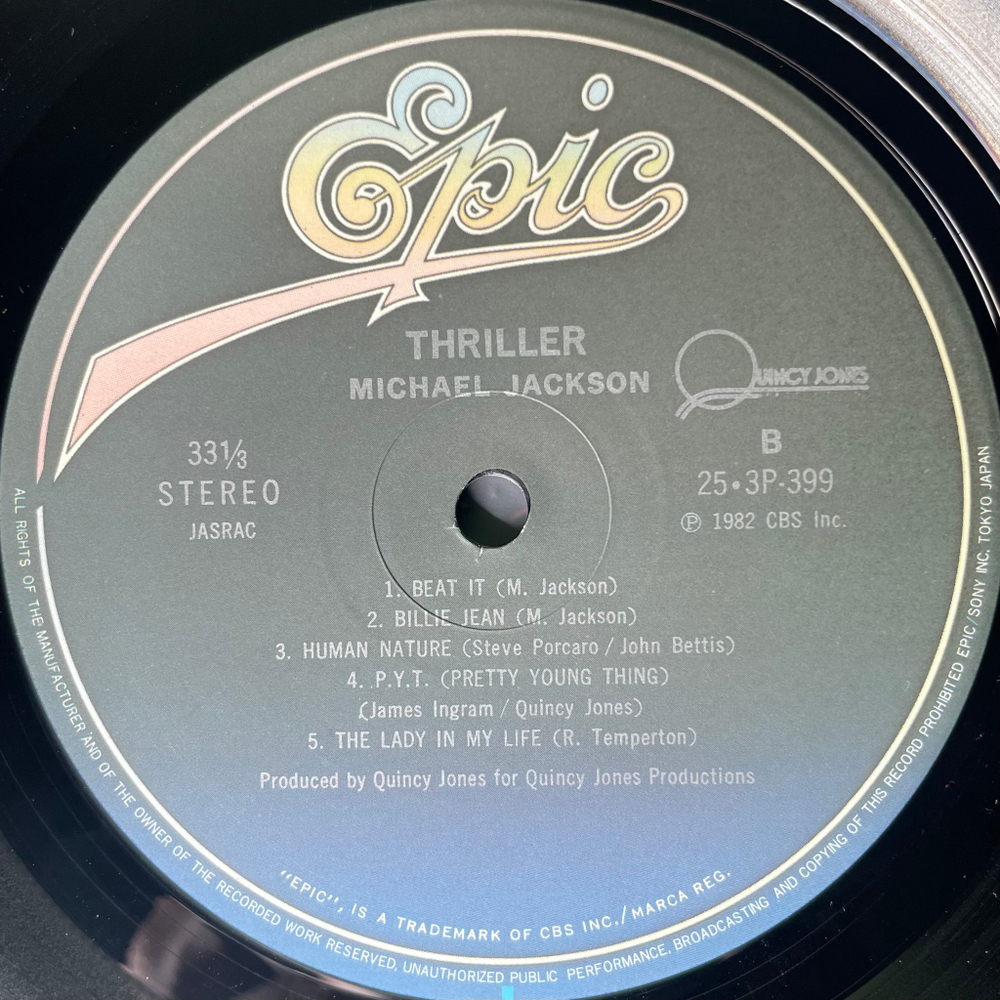 Epic
THRILLER
MICHAEL JACKSON
QUINCY JONES
33⅓
STEREO
JASRAC
B
25•3P-399
℗ 1982 CBS Inc.
1. BEAT IT (M. Jackson)
2. BILLIE JEAN (M. Jackson)
3. HUMAN NATURE (Steve Porcaro / John Bettis)
4. P.Y.T. (PRETTY YOUNG THING)
(James Ingram / Quincy Jones)
5. THE LADY IN MY LIFE (R. Temperton)
Produced by Quincy Jones for Quincy Jones Productions
"EPIC", IS A TRADEMARK OF CBS INC./MARCA REG.
ALL RIGHTS OF THE MANUFACTURER AND OF THE OWNER OF THE RECORDED WORK RESERVED. UNAUTHORIZED PUBLIC PERFORMANCE, BROADCASTING AND COPYING OF THIS RECORD PROHIBITED EPIC/SONY INC. TOKYO JAPAN